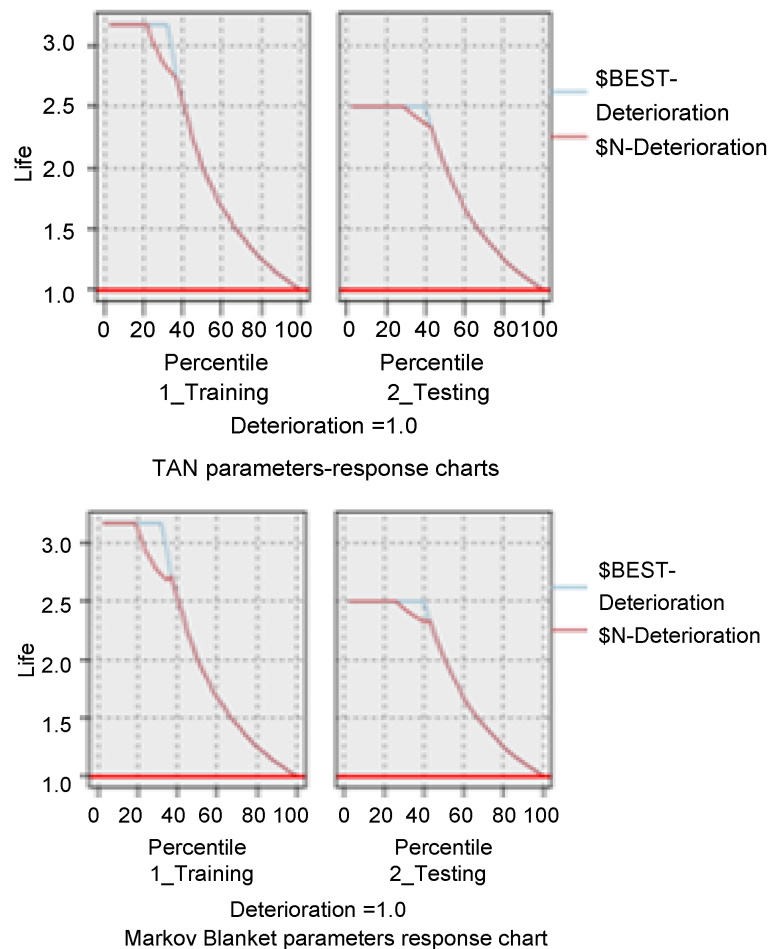 3.0
2.5
2.0
1.5
1.0
Life
0 20 40 60 80 100
0 20 40 60 80100
Percentile
1_Training
Percentile
2_Testing
$BEST-
Deterioration
$N-Deterioration
Deterioration =1.0
TAN parameters-response charts
3.0
2.5
2.0
1.5
1.0
Life
0 20 40 60 80 100
0 20 40 60 80 100
Percentile
1_Training
Percentile
2_Testing
$BEST-
Deterioration
$N-Deterioration
Deterioration =1.0
Markov Blanket parameters response chart